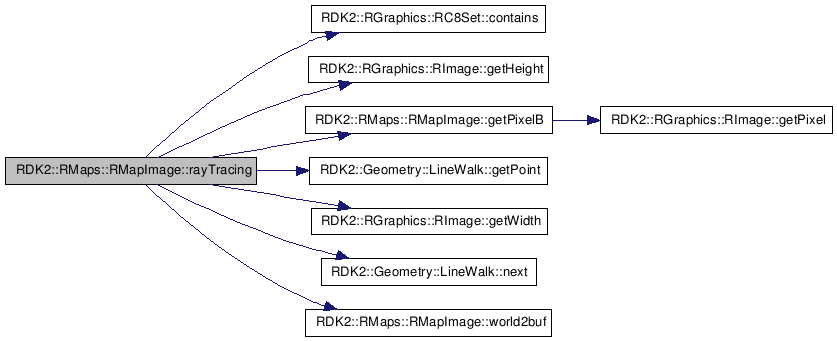 RDK2::RGraphics::RC8Set::contains
RDK2::RGraphics::RImage::getHeight
RDK2::RMaps::RMapImage::getPixelB
RDK2::RGraphics::RImage::getPixel
RDK2::RMaps::RMapImage::rayTracing
RDK2::Geometry::LineWalk::getPoint
RDK2::RGraphics::RImage::getWidth
RDK2::Geometry::LineWalk::next
RDK2::RMaps::RMapImage::world2buf